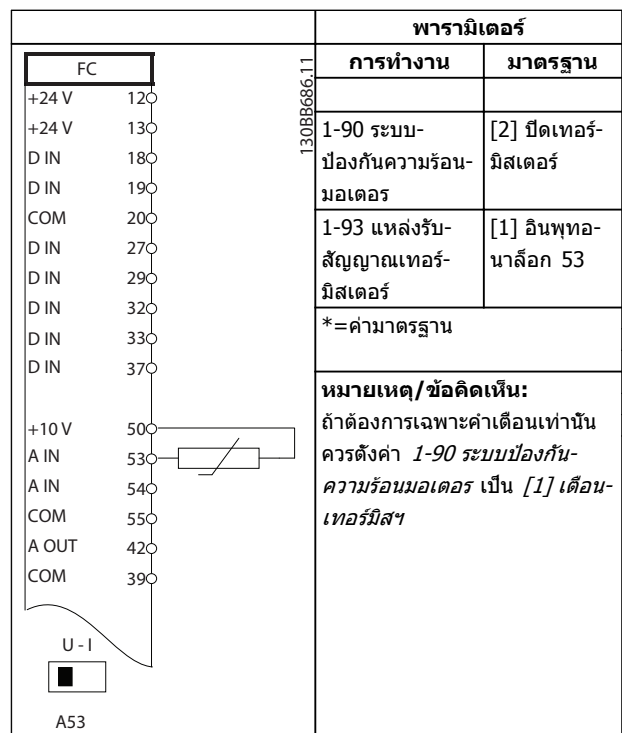 พารามิเตอร์
FC
+24 V 12
+24 V 13
D IN 18
D IN 19
COM 20
D IN 27
D IN 29
D IN 32
D IN 33
D IN 37
+10 V 50
A IN 53
A IN 54
COM 55
A OUT 42
COM 39
U - I
A53
130BB686.11
การทำงาน มาตรฐาน
1-90 ระบบ- [2] ปิดเทอร์-
ป้องกันความร้อน- มิสเตอร์
มอเตอร
1-93 แหล่งรับ- [1] อินพุทอ-
สัญญาณเทอร์- นาล็อก 53
มิสเตอร์
*=ค่ามาตรฐาน
หมายเหตุ/ข้อคิดเห็น:
ถ้าต้องการเฉพาะคำเตือนเท่านั้น
ควรตั้งค่า 1-90 ระบบป้องกัน-
ความร้อนมอเตอร เป็น [1] เตือน-
เทอร์มิสฯ